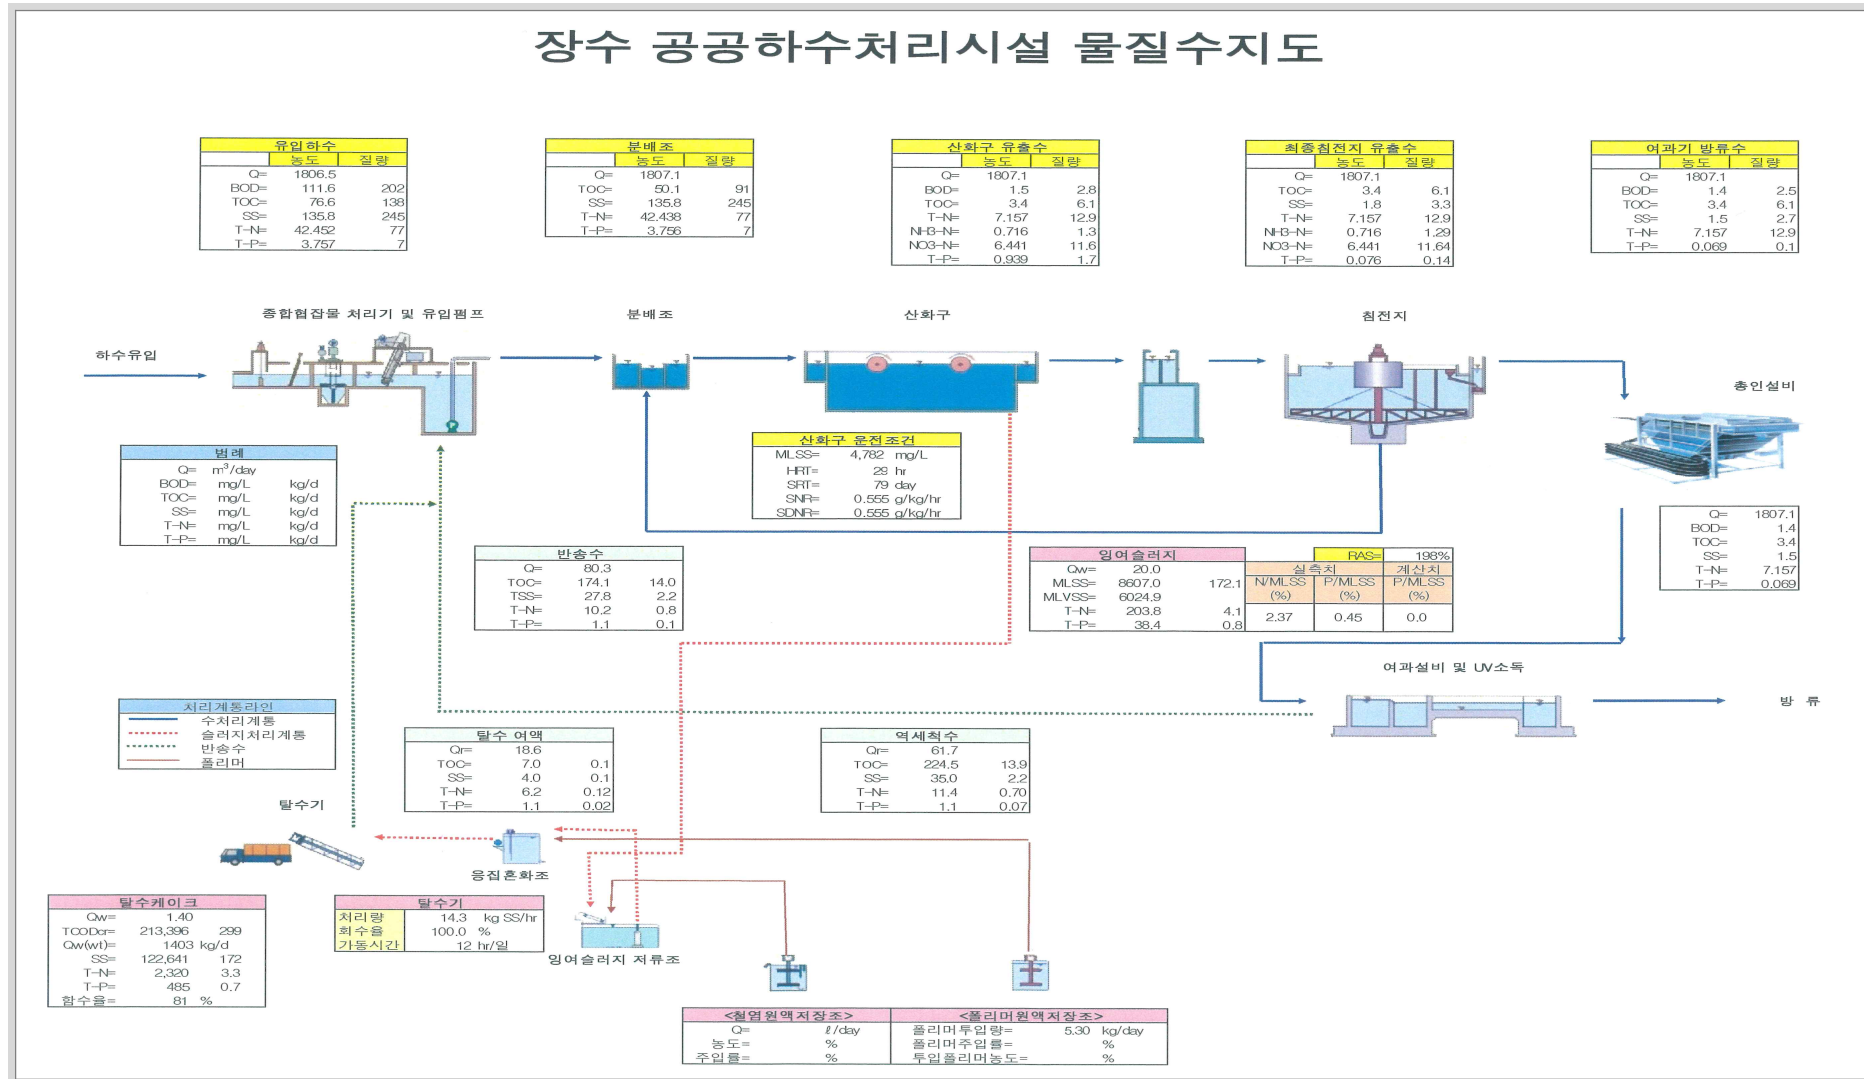 장수 공공하수처리시설 물질수지도
유입하수
농도 질량
Q= 1806.5
BOD= 111.6 202
TOC= 76.6 138
SS= 135.8 245
T-N= 42.452 77
T-P= 3.757 7
분배조
농도 질량
Q= 1807.1
TOC= 50.1 91
SS= 135.8 245
T-N= 42.438 77
T-P= 3.756 7
산화구 유출수
농도 질량
Q= 1807.1
BOD= 1.5 2.8
TOC= 3.4 6.1
T-N= 7.157 12.9
NH3-N= 0.716 1.3
NO3-N= 6.441 11.6
T-P= 0.939 1.7
최종침전지 유출수
농도 질량
Q= 1807.1
TOC= 3.4 6.1
SS= 1.8 3.3
T-N= 7.157 12.9
NH3-N= 0.716 1.29
NO3-N= 6.441 11.64
T-P= 0.076 0.14
여과기 방류수
농도 질량
Q= 1807.1
BOD= 1.4 2.5
TOC= 3.4 6.1
SS= 1.5 2.7
T-N= 7.157 12.9
T-P= 0.069 0.1
하수유입
종합협잡물 처리기 및 유입펌프
분배조
산화구
침전지
총인설비
범례
Q= m³/day
BOD= mg/L kg/d
TOC= mg/L kg/d
SS= mg/L kg/d
T-N= mg/L kg/d
T-P= mg/L kg/d
산화구 운전조건
MLSS= 4,782 mg/L
HRT= 29 hr
SRT= 79 day
SNR= 0.555 g/kg/hr
SDNR= 0.555 g/kg/hr
Q= 1807.1
BOD= 1.4
TOC= 3.4
SS= 1.5
T-N= 7.157
T-P= 0.069
반송수
Q= 80.3
TOC= 174.1 14.0
TSS= 27.8 2.2
T-N= 10.2 0.8
T-P= 1.1 0.1
잉여슬러지
Qw= 20.0
MLSS= 8607.0 172.1
MLVSS= 6024.9
T-N= 203.8 4.1
T-P= 38.4 0.8
RAS= 198%
실측치 계산치
N/MLSS P/MLSS P/MLSS
(%) (%) (%)
2.37 0.45 0.0
여과설비 및 UV소독
방 류
처리계통라인
수처리계통
슬러지처리계통
반송수
폴리머
탈수 여액
Qr= 18.6
TOC= 7.0 0.1
SS= 4.0 0.1
T-N= 6.2 0.12
T-P= 1.1 0.02
역세척수
Qr= 61.7
TOC= 224.5 13.9
SS= 35.0 2.2
T-N= 11.4 0.70
T-P= 1.1 0.07
탈수기
응집혼화조
탈수케이크
Qw= 1.40
TCODcr= 213,396 299
Qw(wt)= 1403 kg/d
SS= 122,641 172
T-N= 2,320 3.3
T-P= 485 0.7
함수율= 81 %
탈수기
처리량 14.3 kg SS/hr
회수율 100.0 %
가동시간 12 hr/일
잉여슬러지 저류조
<철염원액저장조>
Q= ℓ/day
농도= %
주입률= %
<폴리머원액저장조>
폴리머투입량= 5.30 kg/day
폴리머주입률= %
투입폴리머농도= %